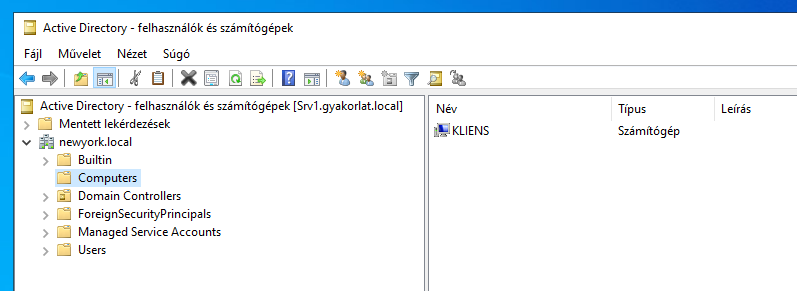 Active Directory - felhasználók és számítógépek
Fájl Művelet Nézet Súgó
Active Directory - felhasználók és számítógépek [Srv1.gyakorlat.local]
Mentett lekérdezések
newyork.local
Builtin
Computers
Domain Controllers
ForeignSecurityPrincipals
Managed Service Accounts
Users
Név Típus Leírás
KLIENS Számítógép